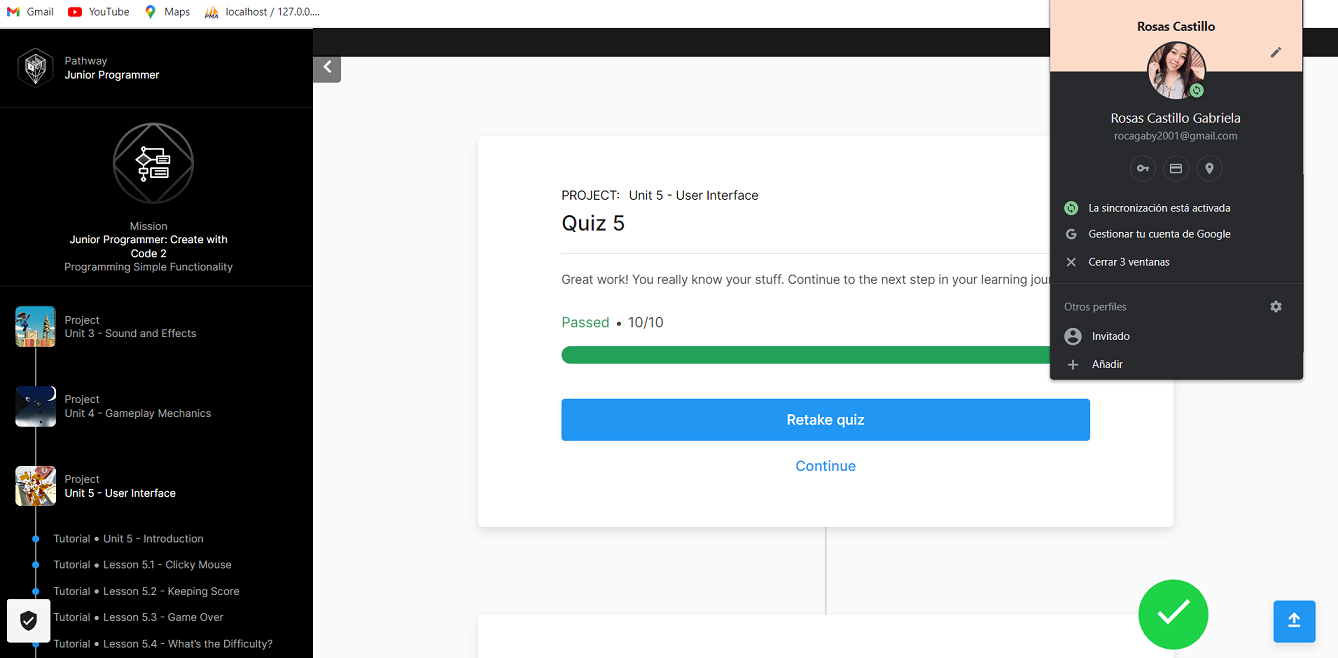 Gmail YouTube Maps localhost / 127.0.0....
Pathway
Junior Programmer
Mission
Junior Programmer: Create with
Code 2
Programming Simple Functionality
Project
Unit 3 - Sound and Effects
Project
Unit 4 - Gameplay Mechanics
Project
Unit 5 - User Interface
Tutorial • Unit 5 - Introduction
Tutorial • Lesson 5.1 - Clicky Mouse
Tutorial • Lesson 5.2 - Keeping Score
Tutorial • Lesson 5.3 - Game Over
Tutorial • Lesson 5.4 - What's the Difficulty?
PROJECT: Unit 5 - User Interface
Quiz 5
Great work! You really know your stuff. Continue to the next step in your learning jou
Passed • 10/10
Retake quiz
Continue
Rosas Castillo
Rosas Castillo Gabriela
rocagaby2001@gmail.com
La sincronización está activada
Gestionar tu cuenta de Google
Cerrar 3 ventanas
Otros perfiles
Invitado
Añadir